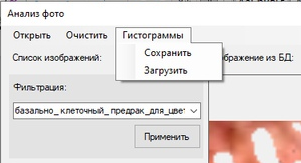 Анализ фото
Открыть Очистить Гистограммы
Сохранить
Загрузить
Список изображений:
ображение из БД:
Фильтрация:
базально_клеточный_предрак_для_цвет
Применить